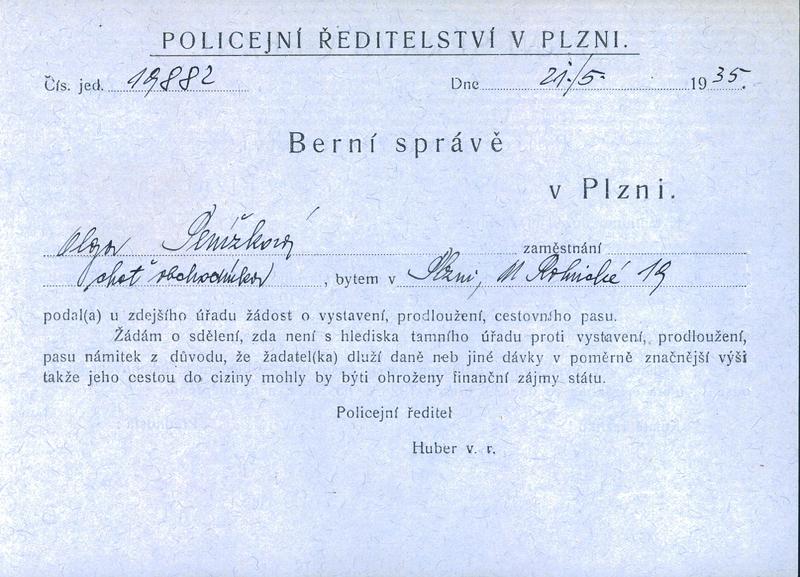 POLICEJNÍ ŘEDITELSTVÍ V PLZNI.
Čís. jed. 19882 Dne 21./5. 1935.
Berní správě
v Plzni.
Olga zaměstnání
choť obchodníka, bytem v Plzni, 19
podal(a) u zdejšího úřadu žádost o vystavení, prodloužení, cestovního pasu.
Žádám o sdělení, zda není s hlediska tamního úřadu proti vystavení, prodloužení,
pasu námitek z důvodu, že žadatel(ka) dluží daně neb jiné dávky v poměrně značnější výši
takže jeho cestou do ciziny mohly by býti ohroženy finanční zájmy státu.
Policejní ředitel
Huber v. r.